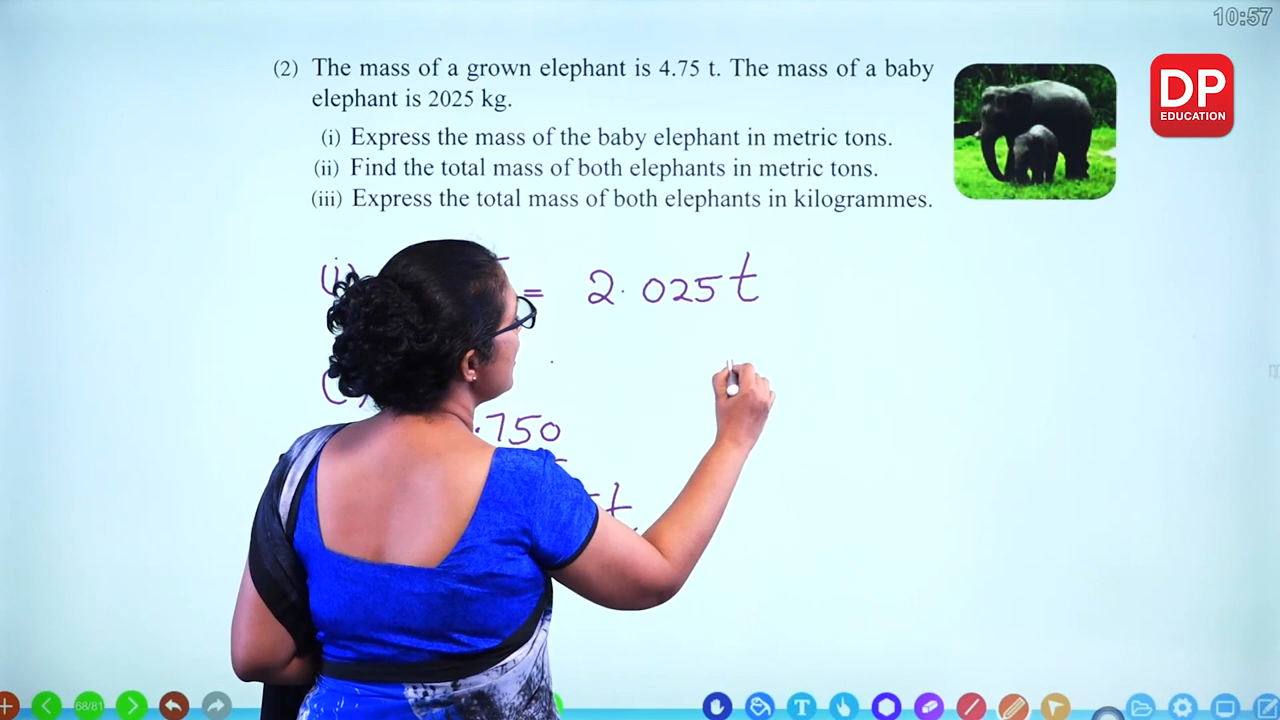 10:57
(2) The mass of a grown elephant is 4.75 t. The mass of a baby
elephant is 2025 kg.
DP
EDUCATION
(i) Express the mass of the baby elephant in metric tons.
(ii) Find the total mass of both elephants in metric tons.
(iii) Express the total mass of both elephants in kilogrammes.
(i) = 2.025 t
.750
t
68/81